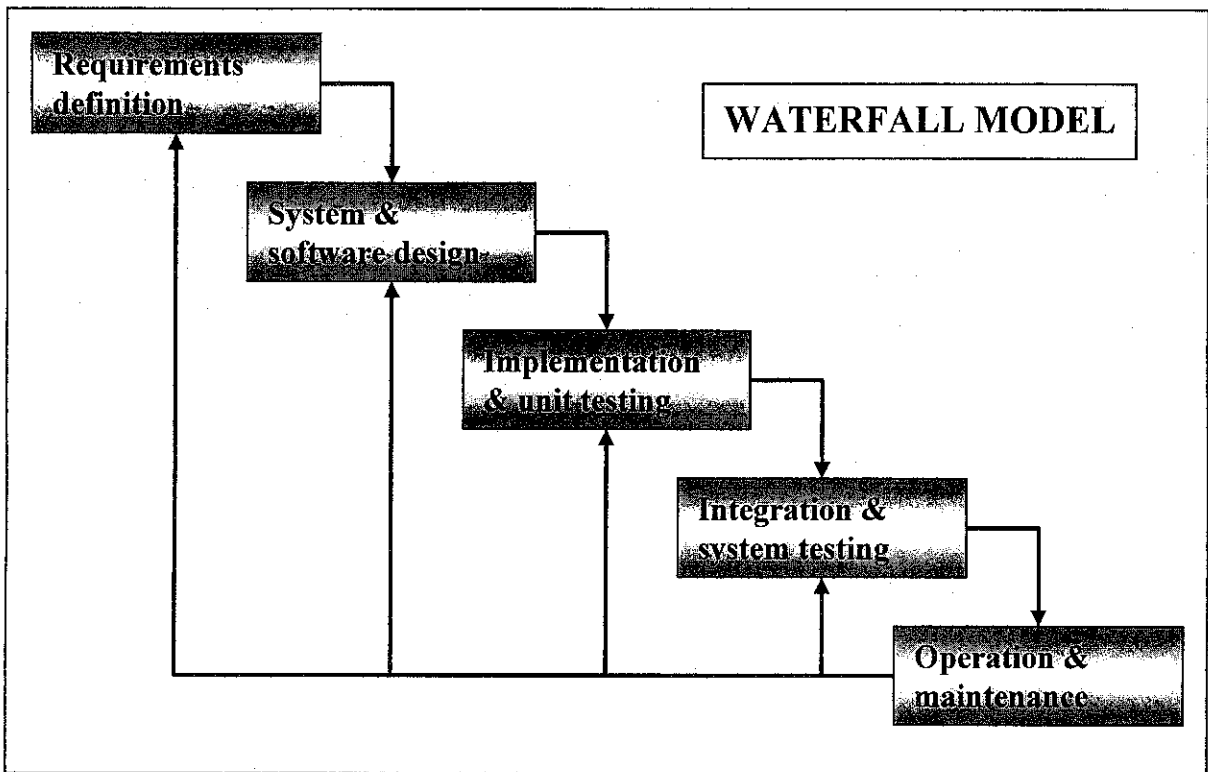 Requirements
definition
WATERFALL MODEL
System &
software design
Implementation
& unit testing
Integration &
system testing
Operation &
maintenance